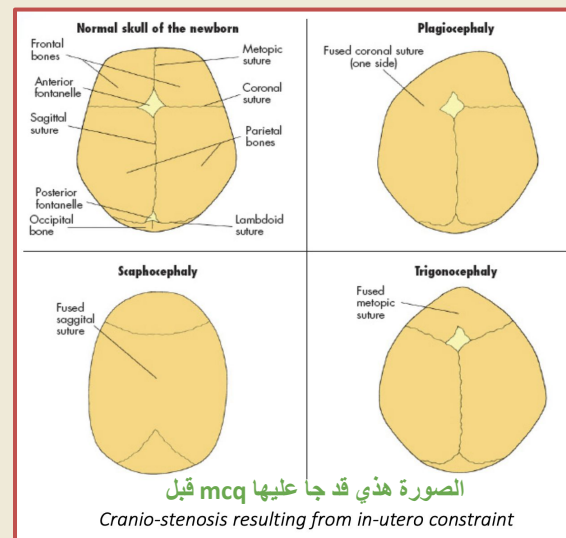 Normal skull of the newborn
Frontal
bones
Metopic
suture
Anterior
fontanelle
Coronal
suture
Sagittal
suture
Parietal
bones
Posterior
fontanelle
Occipital
bone
Lambdoid
suture
Plagiocephaly
Fused coronal suture
(one side)
Scaphocephaly
Fused
saggital
suture
Trigonocephaly
Fused
metopic
suture
الصورة هذي قد جا عليها mcq قبل
Cranio-stenosis resulting from in-utero constraint